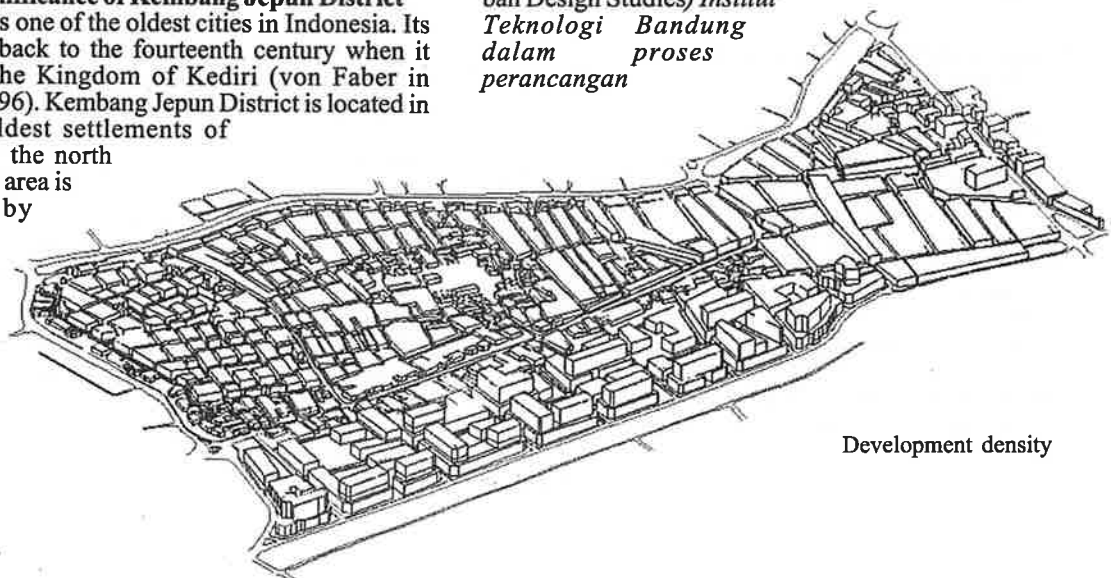 nificance of Kembang Jepun District
s one of the oldest cities in Indonesia. Its
back to the fourteenth century when it
he Kingdom of Kediri (von Faber in
96). Kembang Jepun District is located in
ldest settlements of
the north
area is
by
ban Design Studies) Institut
Teknologi Bandung
dalam proses
perancangan
Development density